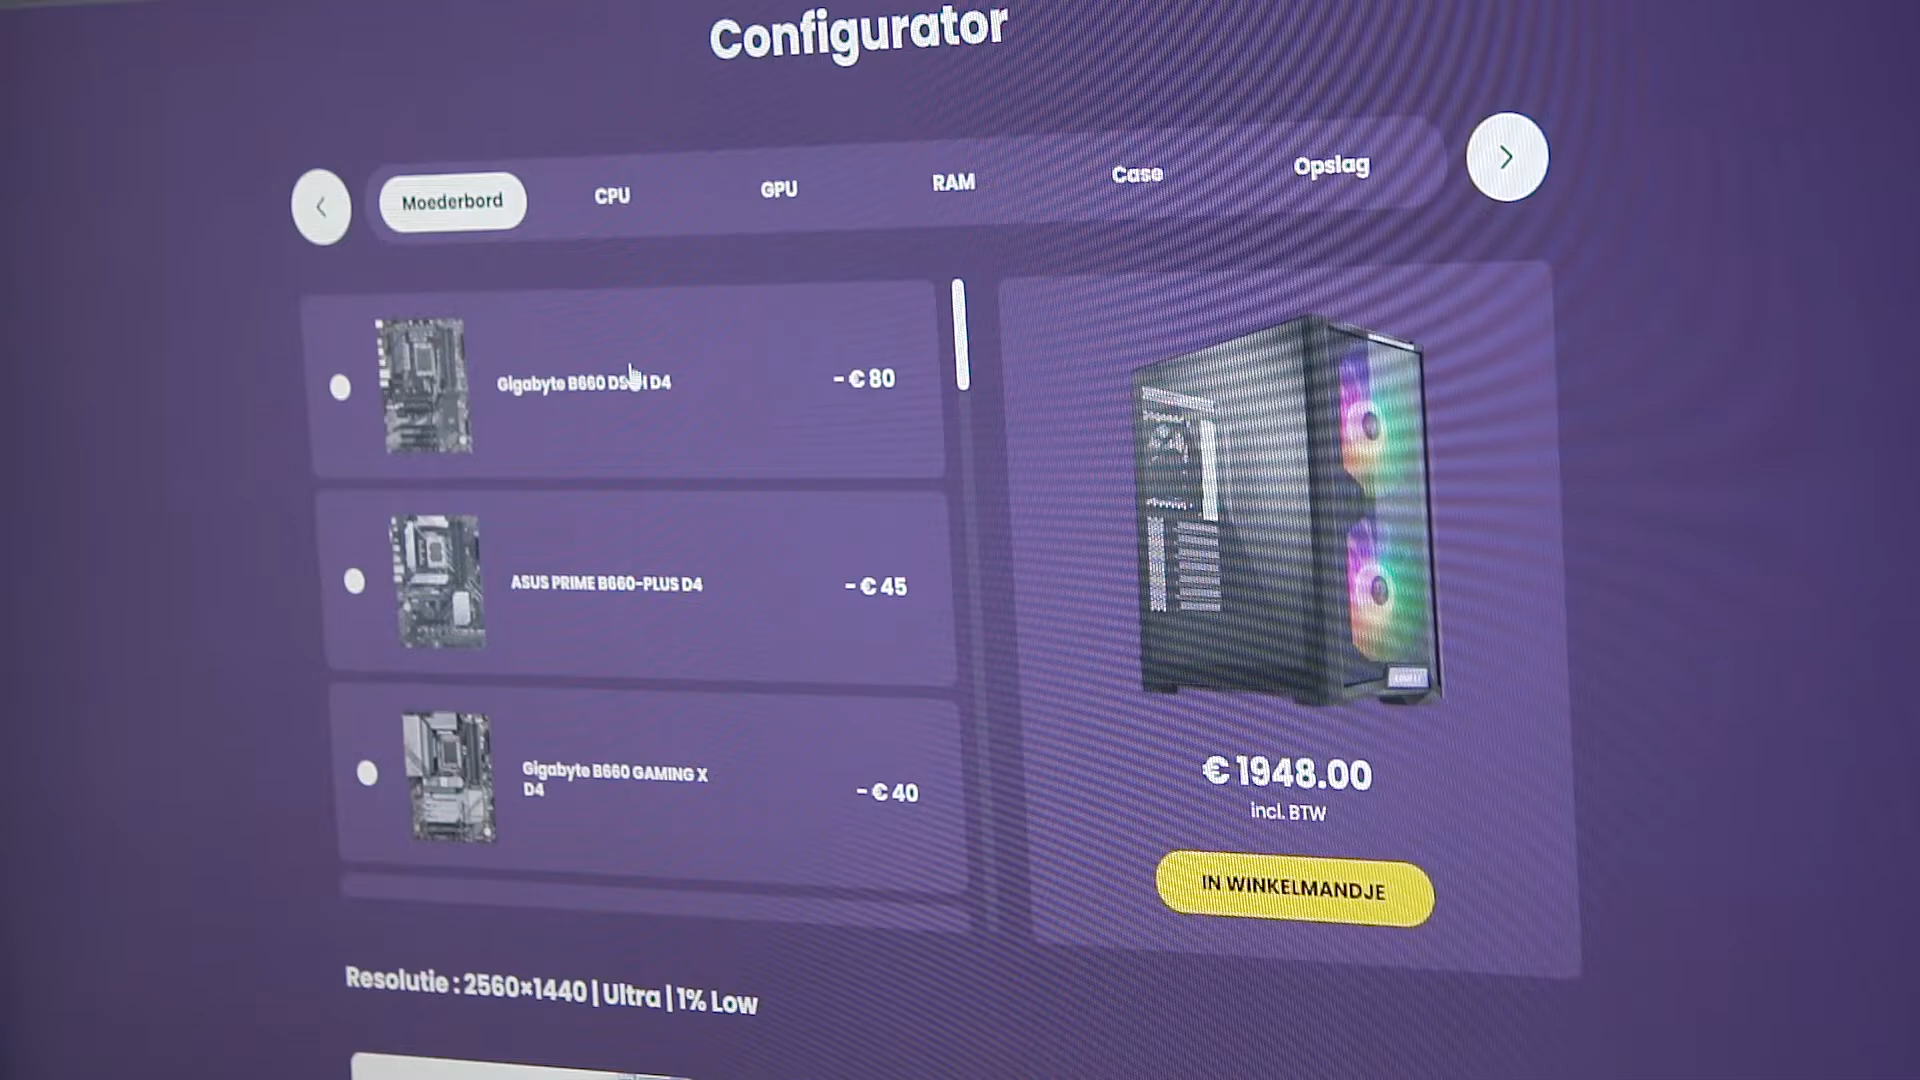 Configurator
Moederbord
CPU
GPU
RAM
Case
Opslag
Gigabyte B660 D4
- € 80
ASUS PRIME B660-PLUS D4
- € 45
Gigabyte B660 GAMING X
D4
- € 40
€ 1948.00
incl. BTW
IN WINKELMANDJE
Resolutie : 2560×1440 | Ultra | 1% Low